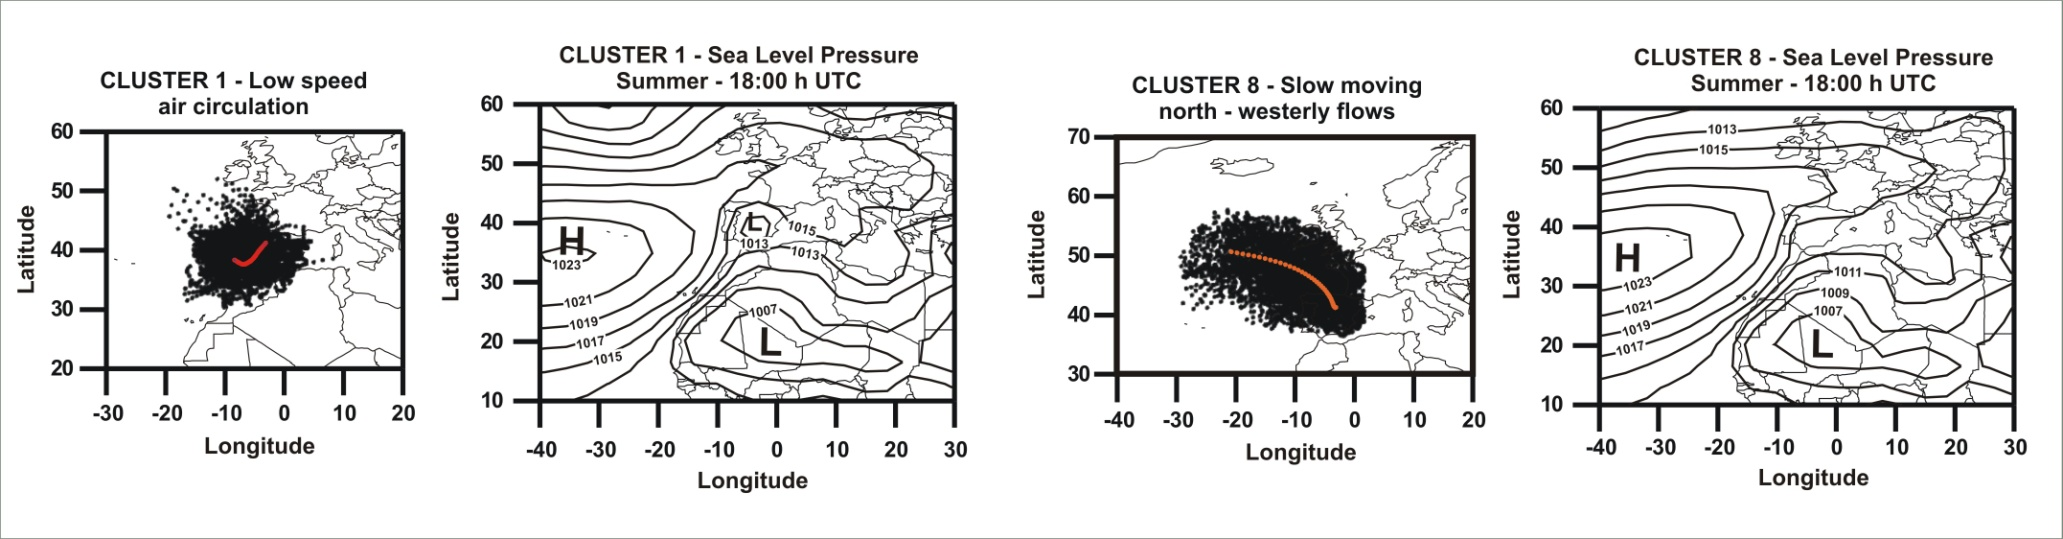 CLUSTER 1 - Low speed
air circulation
60
50
40
30
20
Latitude
-30 -20 -10 0 10 20
Longitude
CLUSTER 1 - Sea Level Pressure
Summer - 18:00 h UTC
60
50
40
30
20
10
Latitude
H
1023
1021
1019
1017
1015
L
1013
1015
1013
1007
L
-40 -30 -20 -10 0 10 20 30
Longitude
CLUSTER 8 - Slow moving
north - westerly flows
70
60
50
40
30
Latitude
-40 -30 -20 -10 0 10 20
Longitude
CLUSTER 8 - Sea Level Pressure
Summer - 18:00 h UTC
60
50
40
30
20
10
Latitude
1013
1015
H
1023
1021
1019
1017
1011
1009
1007
L
-40 -30 -20 -10 0 10 20 30
Longitude